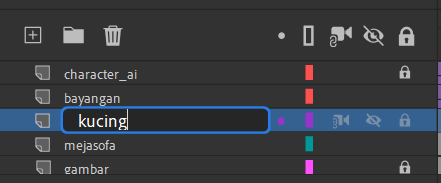 character_ai
bayangan
kucing
mejasofa
gambar